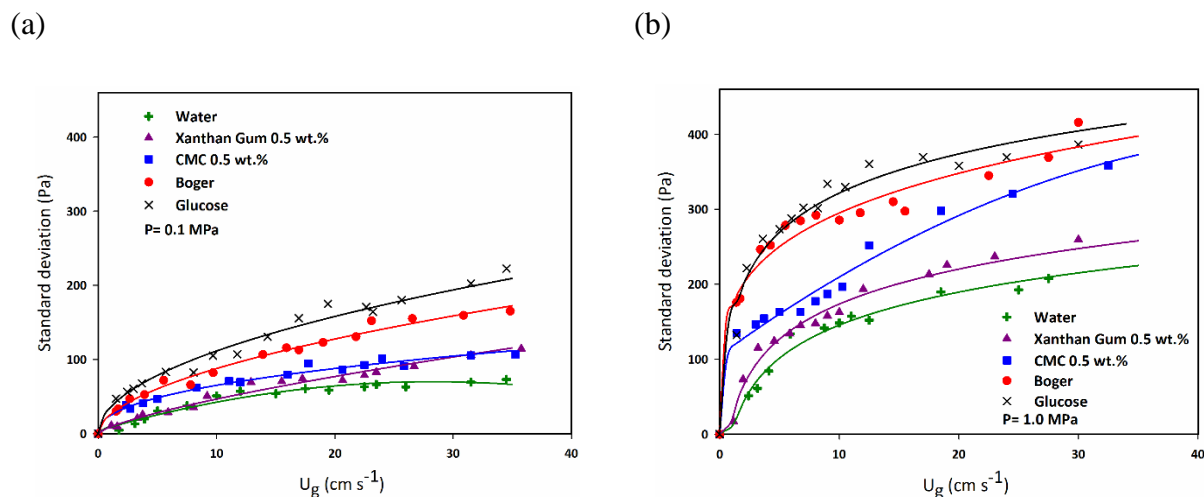 (a)
400
300
200
100
0
Standard deviation (Pa)
Water
Xanthan Gum 0.5 wt.%
CMC 0.5 wt.%
Boger
Glucose
P= 0.1 MPa
0 10 20 30 40
Ug (cm s⁻¹)
(b)
400
300
200
100
0
Standard deviation (Pa)
Water
Xanthan Gum 0.5 wt.%
CMC 0.5 wt.%
Boger
Glucose
P= 1.0 MPa
0 10 20 30 40
Ug (cm s⁻¹)